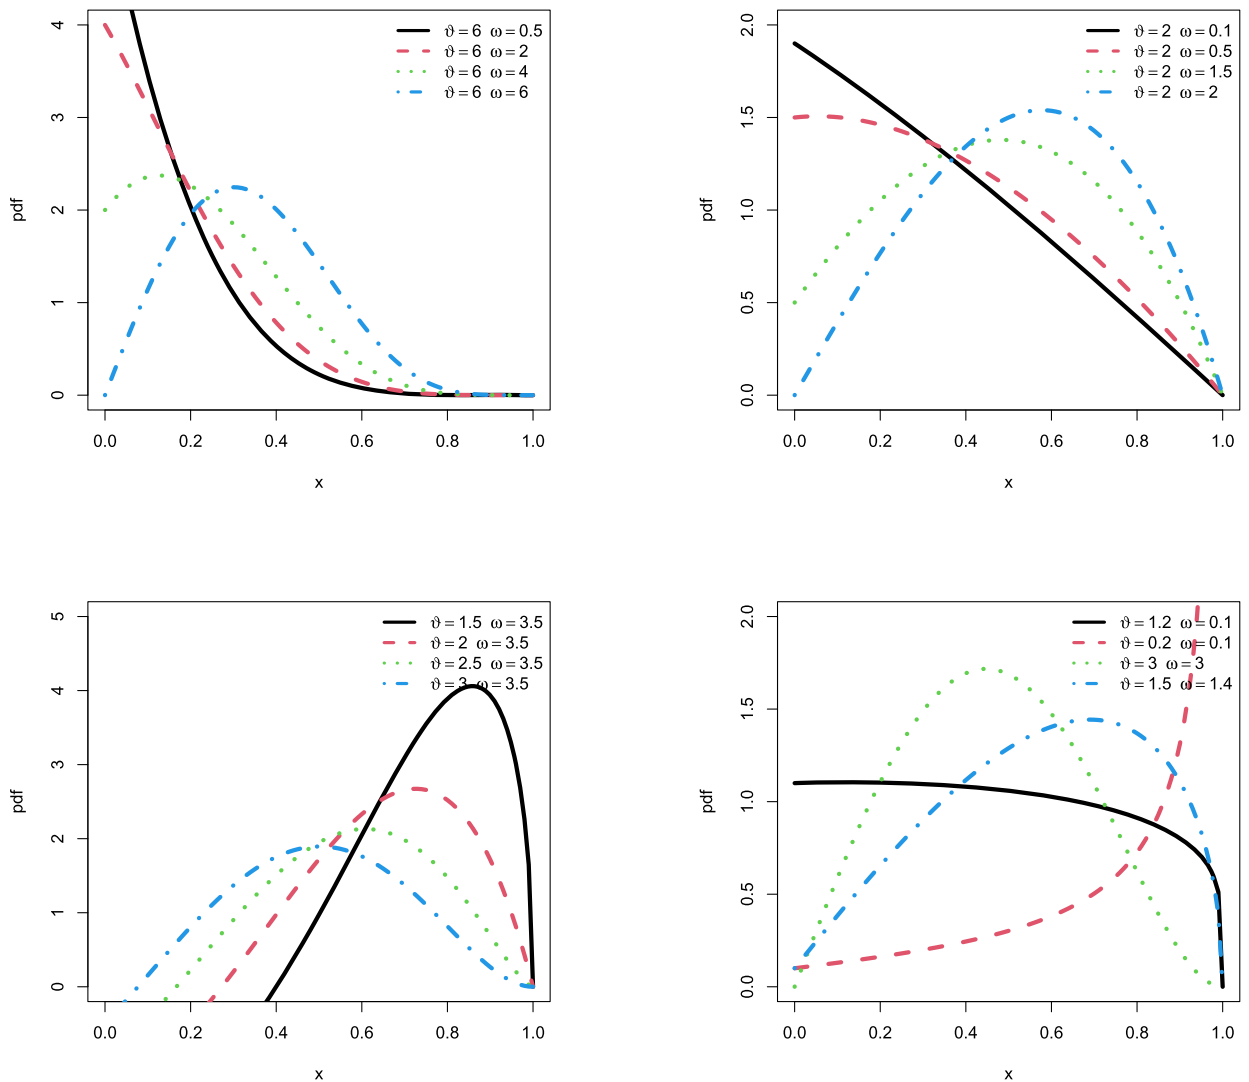 ϑ = 6 ω = 0.5
ϑ = 6 ω = 2
ϑ = 6 ω = 4
ϑ = 6 ω = 6
4
3
2
1
0
pdf
0.0 0.2 0.4 0.6 0.8 1.0
x
ϑ = 2 ω = 0.1
ϑ = 2 ω = 0.5
ϑ = 2 ω = 1.5
ϑ = 2 ω = 2
2.0
1.5
1.0
0.5
0.0
pdf
0.0 0.2 0.4 0.6 0.8 1.0
x
ϑ = 1.5 ω = 3.5
ϑ = 2 ω = 3.5
ϑ = 2.5 ω = 3.5
ϑ = 3 ω = 3.5
5
4
3
2
1
0
pdf
0.0 0.2 0.4 0.6 0.8 1.0
x
ϑ = 1.2 ω = 0.1
ϑ = 0.2 ω = 0.1
ϑ = 3 ω = 3
ϑ = 1.5 ω = 1.4
2.0
1.5
1.0
0.5
0.0
pdf
0.0 0.2 0.4 0.6 0.8 1.0
x